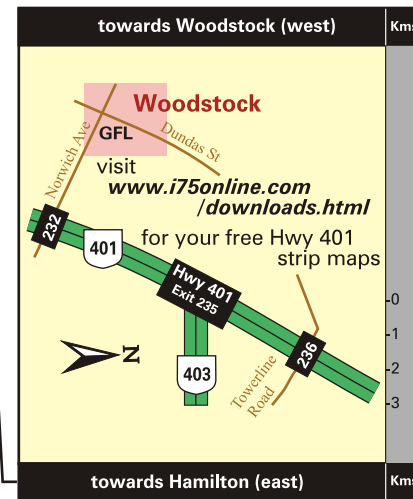 towards Woodstock (west)
Kms
Woodstock
GFL
Dundas St
Norwich Ave
visit
www.i75online.com
/downloads.html
for your free Hwy 401
strip maps
232
401
Hwy 401
Exit 235
-0
-1
-2
-3
N
403
236
Towerline
Road
towards Hamilton (east)
Kms